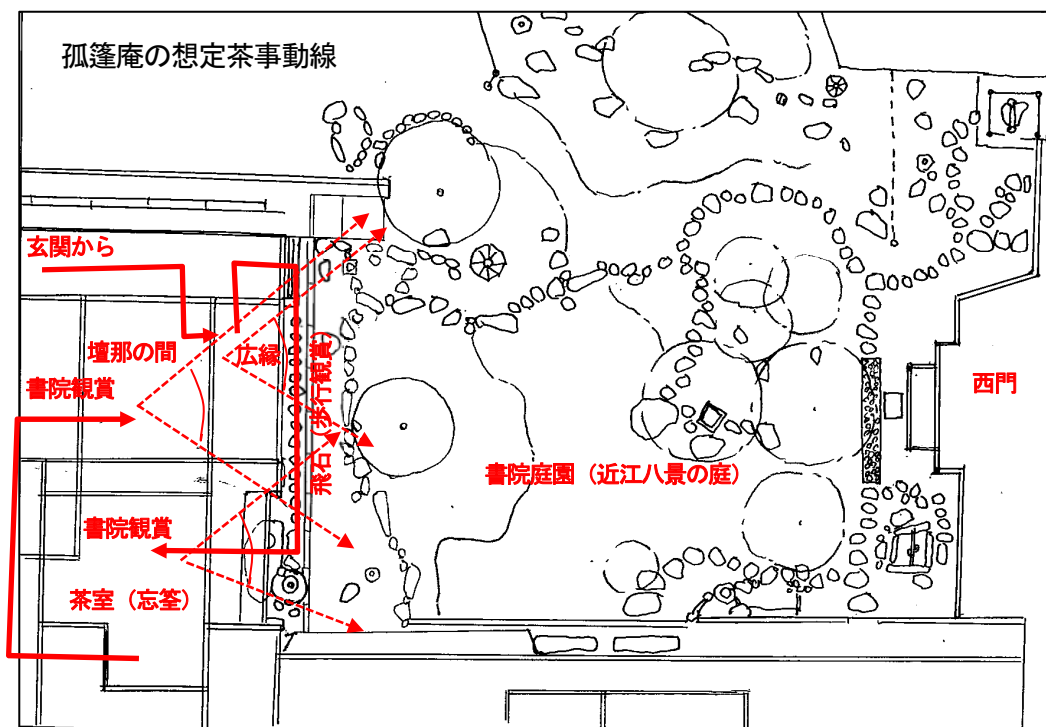 孤篷庵の想定茶事動線
玄関から
壇那の間
広縁
書院観賞
飛石（歩行観賞）
西門
書院庭園（近江八景の庭）
書院観賞
茶室（忘筌）